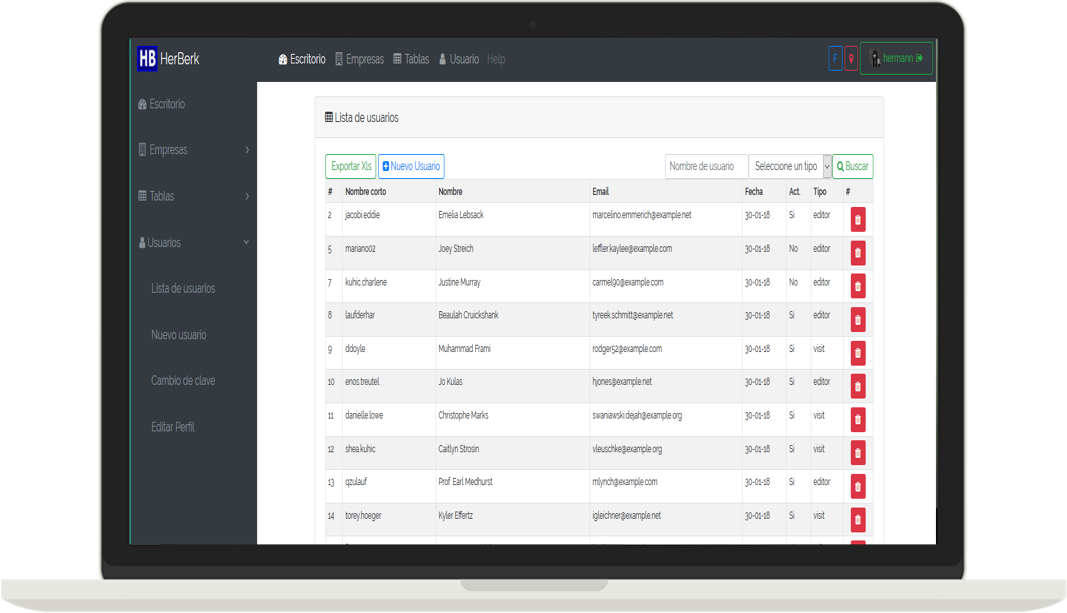 HB HerBerk
Escritorio Empresas Tablas Usuario Help
F hermann
Escritorio
Empresas
Tablas
Usuarios
Lista de usuarios
Nuevo usuario
Cambio de clave
Editar Perfil
Lista de usuarios
Exportar Xls Nuevo Usuario Nombre de usuario Seleccione un tipo Buscar
# Nombre corto Nombre Email Fecha Act. Tipo #
2 jacobi.eddie Emelia Lebsack marcelino.emmerich@example.net 30-01-18 Si editor
5 mariano02 Joey Streich leffler.kaylee@example.com 30-01-18 No editor
7 kuhic.charlene Justine Murray carmel90@example.com 30-01-18 No editor
8 laufderhar Beaulah Cruickshank tyreek.schmitt@example.net 30-01-18 Si editor
9 ddoyle Muhammad Frami rodger52@example.com 30-01-18 Si visit
10 enos.treutel Jo Kulas hjones@example.net 30-01-18 Si editor
11 danielle.lowe Christophe Marks swaniawski.dejah@example.org 30-01-18 Si visit
12 shea.kuhic Caitlyn Strosin vleuschke@example.org 30-01-18 Si visit
13 qzulauf Prof. Earl Medhurst mlynch@example.com 30-01-18 Si editor
14 torey.hoeger Kyler Effertz igleichner@example.net 30-01-18 Si visit